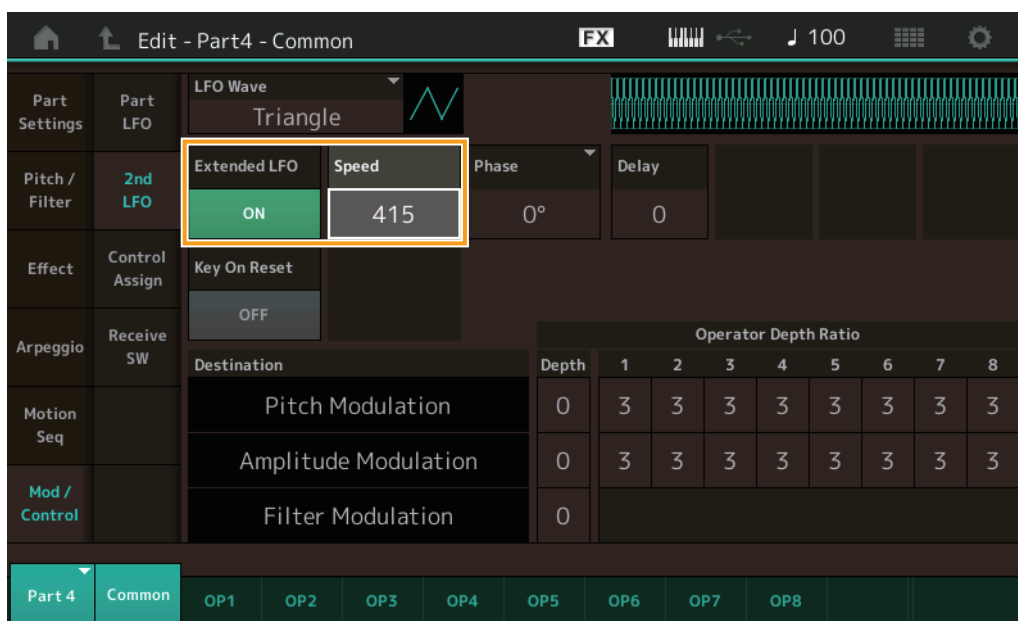 Edit - Part4 - Common FX ♩ 100
Part Settings
Part LFO
LFO Wave
Triangle
Pitch / Filter
2nd LFO
Extended LFO Speed Phase Delay
ON 415 0° 0
Effect
Control Assign
Key On Reset
OFF
Arpeggio
Receive SW
Operator Depth Ratio
Destination Depth 1 2 3 4 5 6 7 8
Motion Seq
Pitch Modulation 0 3 3 3 3 3 3 3 3
Amplitude Modulation 0 3 3 3 3 3 3 3 3
Mod / Control
Filter Modulation 0
Part 4 Common OP1 OP2 OP3 OP4 OP5 OP6 OP7 OP8